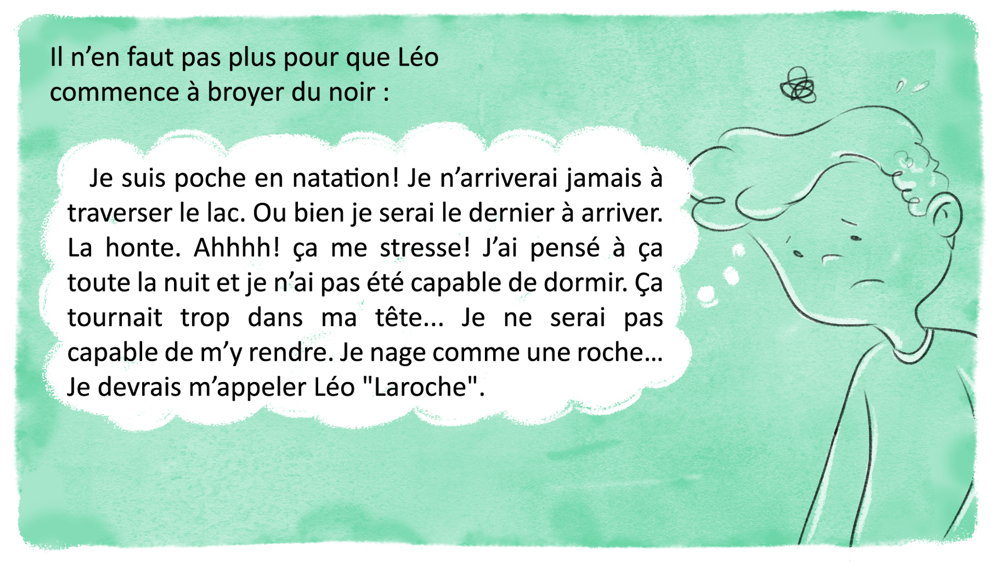 Il n’en faut pas plus pour que Léo
commence à broyer du noir :
Je suis poche en natation! Je n’arriverai jamais à
traverser le lac. Ou bien je serai le dernier à arriver.
La honte. Ahhhh! ça me stresse! J’ai pensé à ça
toute la nuit et je n’ai pas été capable de dormir. Ça
tournait trop dans ma tête... Je ne serai pas
capable de m’y rendre. Je nage comme une roche...
Je devrais m’appeler Léo "Laroche".